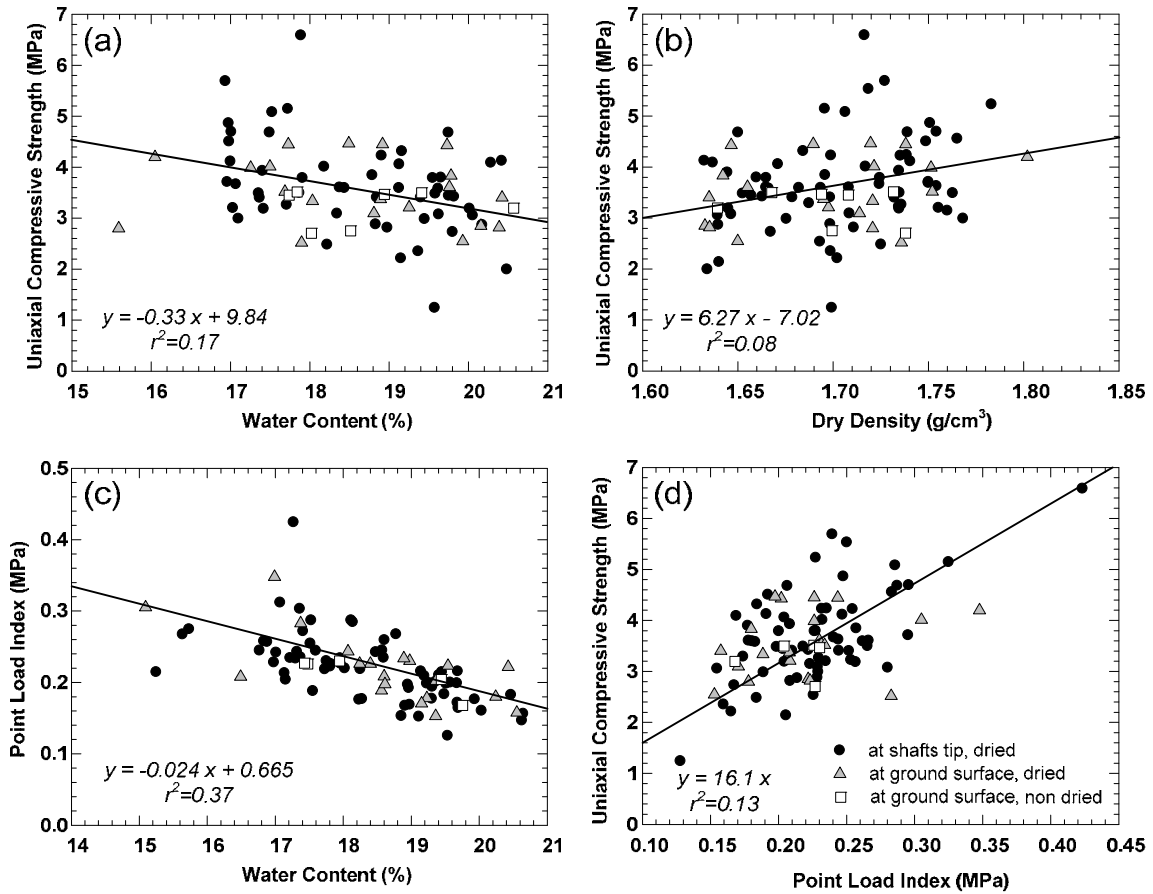 (a)
Uniaxial Compressive Strength (MPa)
7
6
5
4
3
2
1
0
y = -0.33 x + 9.84
r²=0.17
15 16 17 18 19 20 21
Water Content (%)
(b)
Uniaxial Compressive Strength (MPa)
7
6
5
4
3
2
1
0
y = 6.27 x - 7.02
r²=0.08
1.60 1.65 1.70 1.75 1.80 1.85
Dry Density (g/cm³)
(c)
Point Load Index (MPa)
0.5
0.4
0.3
0.2
0.1
0.0
y = -0.024 x + 0.665
r²=0.37
14 15 16 17 18 19 20 21
Water Content (%)
(d)
Uniaxial Compressive Strength (MPa)
7
6
5
4
3
2
1
0
at shafts tip, dried
at ground surface, dried
at ground surface, non dried
y = 16.1 x
r²=0.13
0.10 0.15 0.20 0.25 0.30 0.35 0.40 0.45
Point Load Index (MPa)